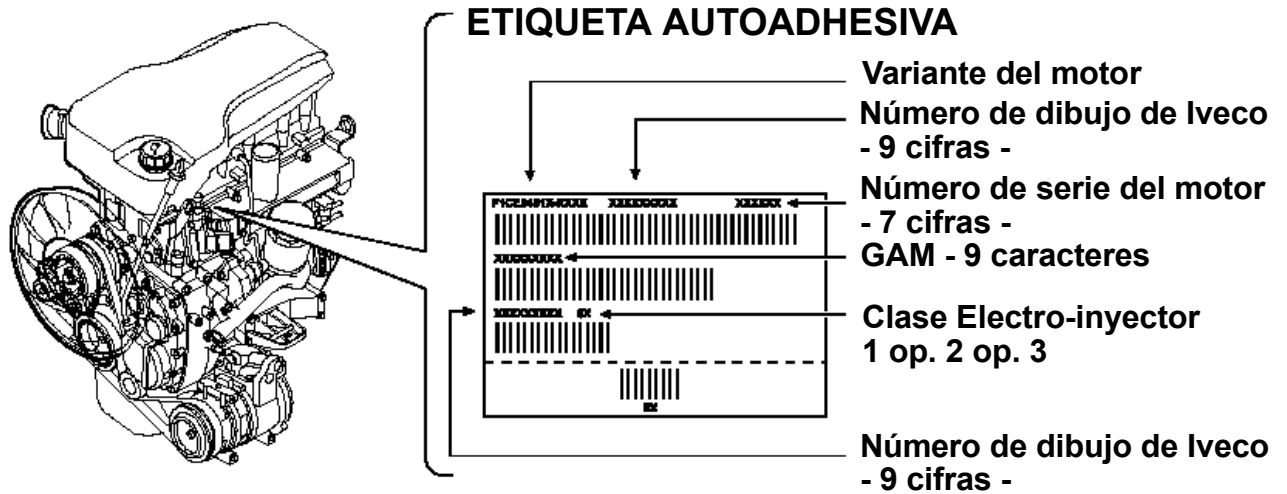 ETIQUETA AUTOADHESIVA
Variante del motor
Número de dibujo de Iveco
- 9 cifras -
Número de serie del motor
- 7 cifras -
GAM - 9 caracteres
Clase Electro-inyector
1 op. 2 op. 3
Número de dibujo de Iveco
- 9 cifras -